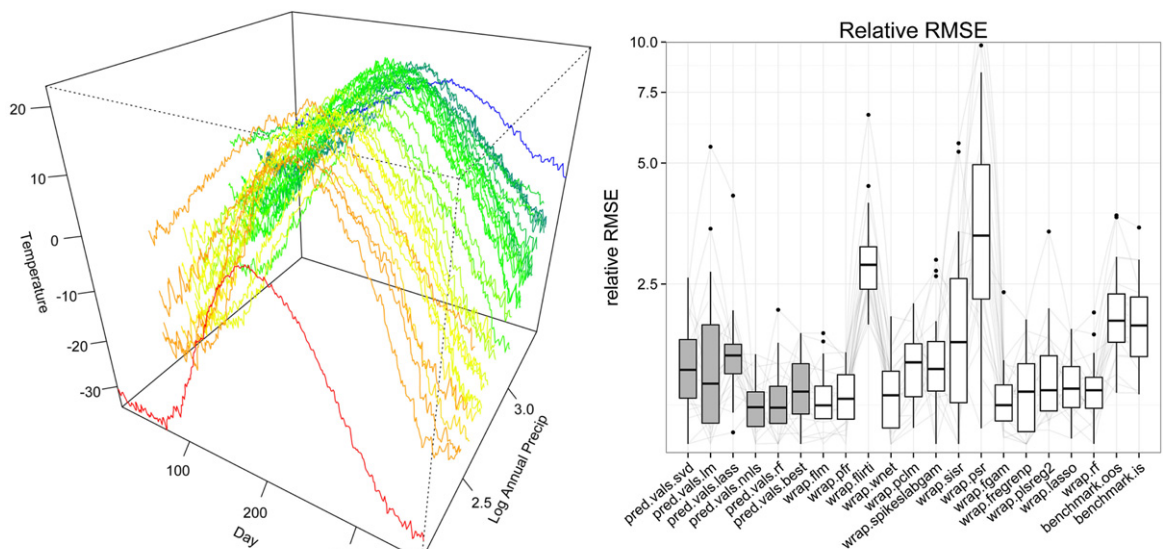 20
10
0
-10
-20
-30
Temperature
100
200
Day
2.5
3.0
Log Annual Precip
Relative RMSE
10.0
7.5
5.0
2.5
relative RMSE
pred.vals.svd
pred.vals.lm
pred.vals.lass
pred.vals.nnls
pred.vals.rf
pred.vals.best
wrap.flm
wrap.pfr
wrap.flirti
wrap.wnet
wrap.pclm
wrap.spikeslabgam
wrap.sisr
wrap.psr
wrap.fgam
wrap.fregrenp
wrap.plsreg2
wrap.lasso
wrap.rf
benchmark.oos
benchmark.is